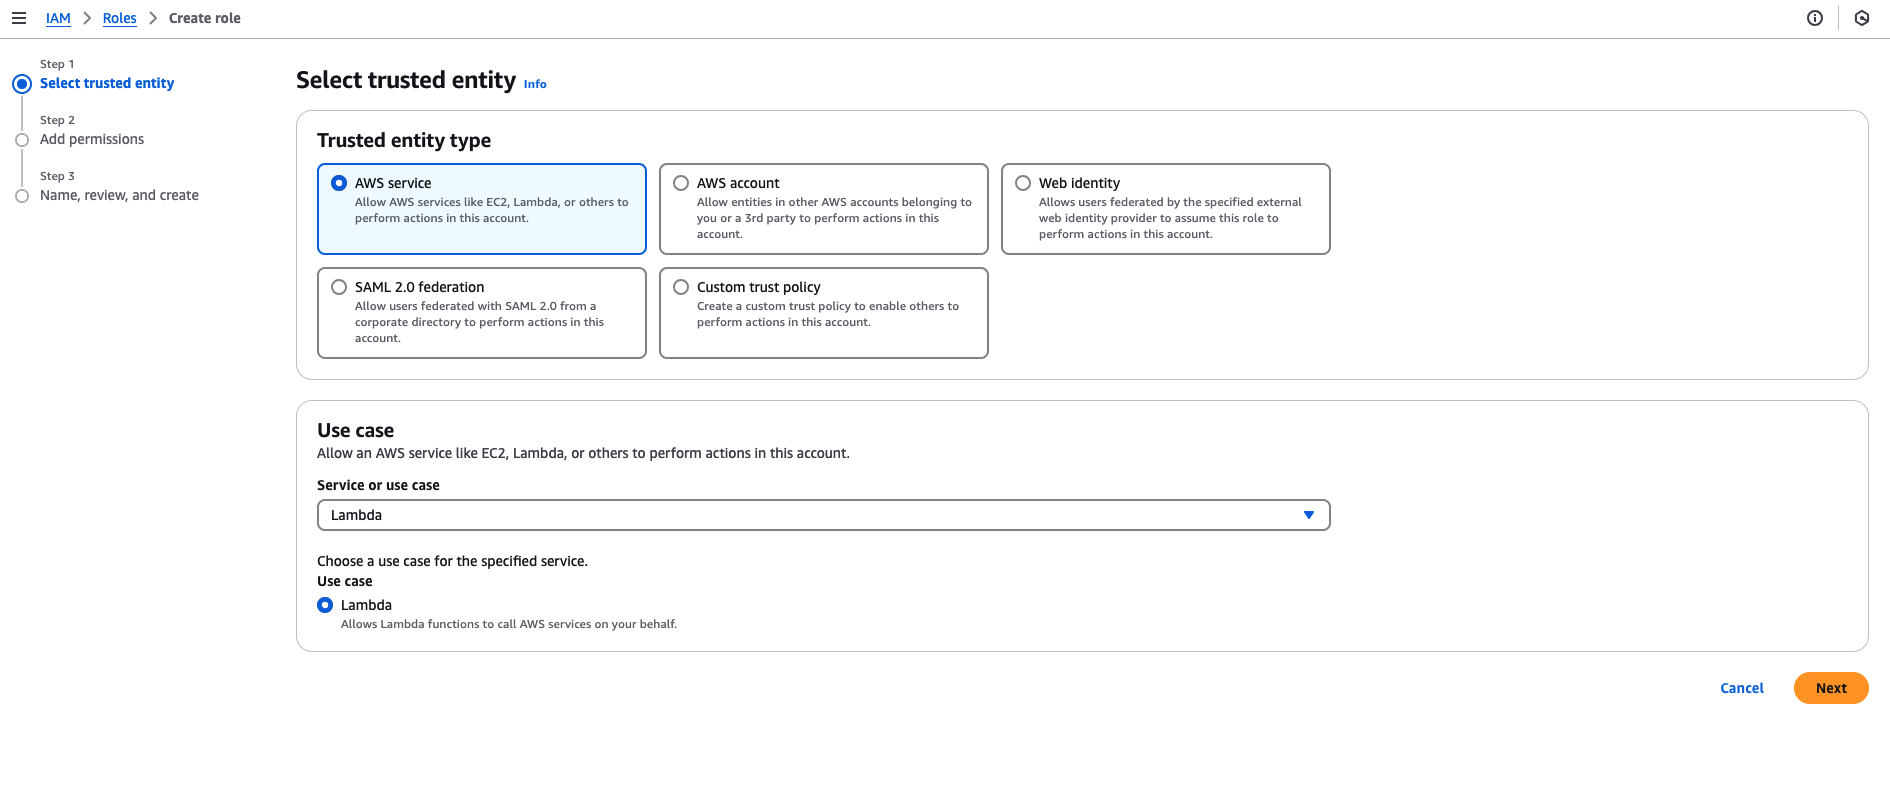 IAM > Roles > Create role
Step 1
Select trusted entity
Step 2
Add permissions
Step 3
Name, review, and create
Select trusted entity Info
Trusted entity type
AWS service
Allow AWS services like EC2, Lambda, or others to
perform actions in this account.
AWS account
Allow entities in other AWS accounts belonging to
you or a 3rd party to perform actions in this
account.
Web identity
Allows users federated by the specified external
web identity provider to assume this role to
perform actions in this account.
SAML 2.0 federation
Allow users federated with SAML 2.0 from a
corporate directory to perform actions in this
account.
Custom trust policy
Create a custom trust policy to enable others to
perform actions in this account.
Use case
Allow an AWS service like EC2, Lambda, or others to perform actions in this account.
Service or use case
Lambda
Choose a use case for the specified service.
Use case
Lambda
Allows Lambda functions to call AWS services on your behalf.
Cancel Next